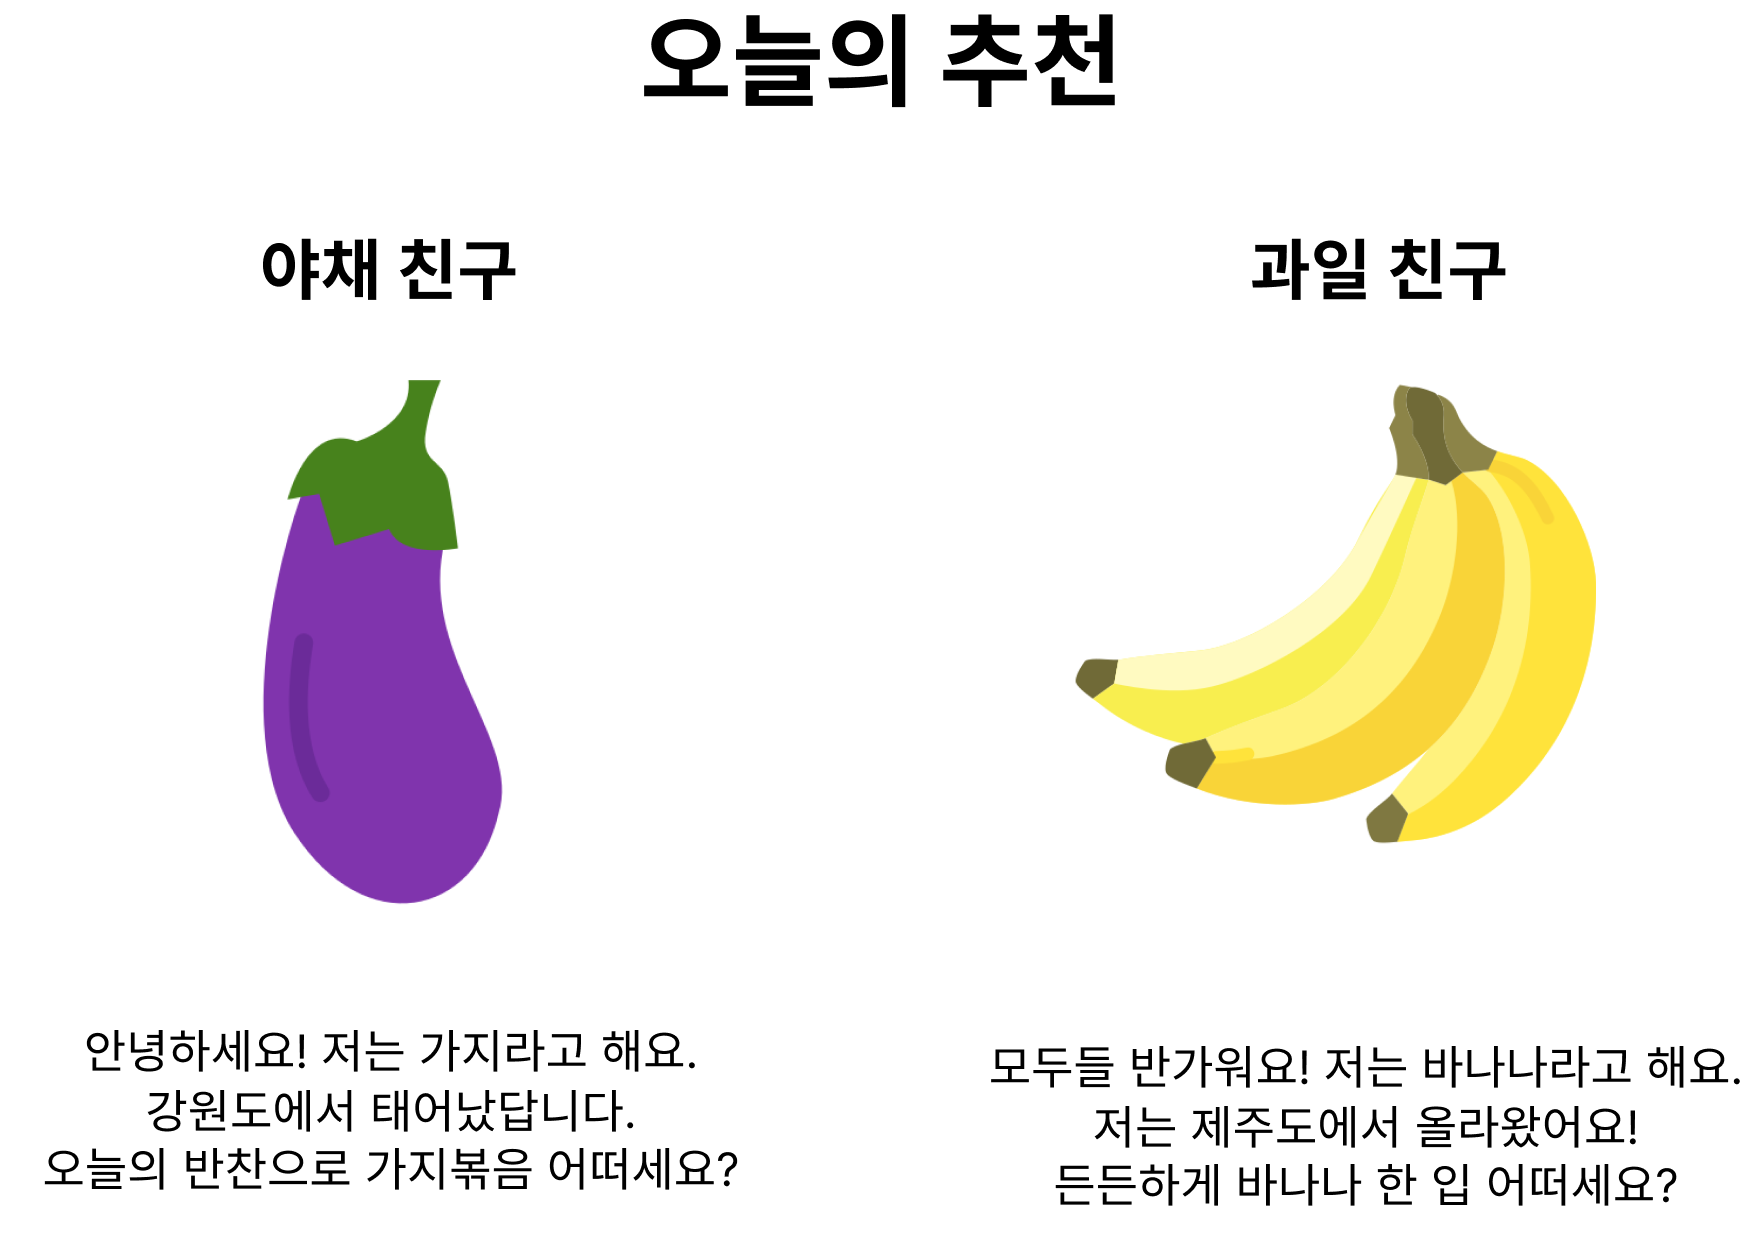 오늘의 추천
야채 친구
과일 친구
안녕하세요! 저는 가지라고 해요.
강원도에서 태어났답니다.
오늘의 반찬으로 가지볶음 어떠세요?
모두들 반가워요! 저는 바나나라고 해요.
저는 제주도에서 올라왔어요!
든든하게 바나나 한 입 어떠세요?